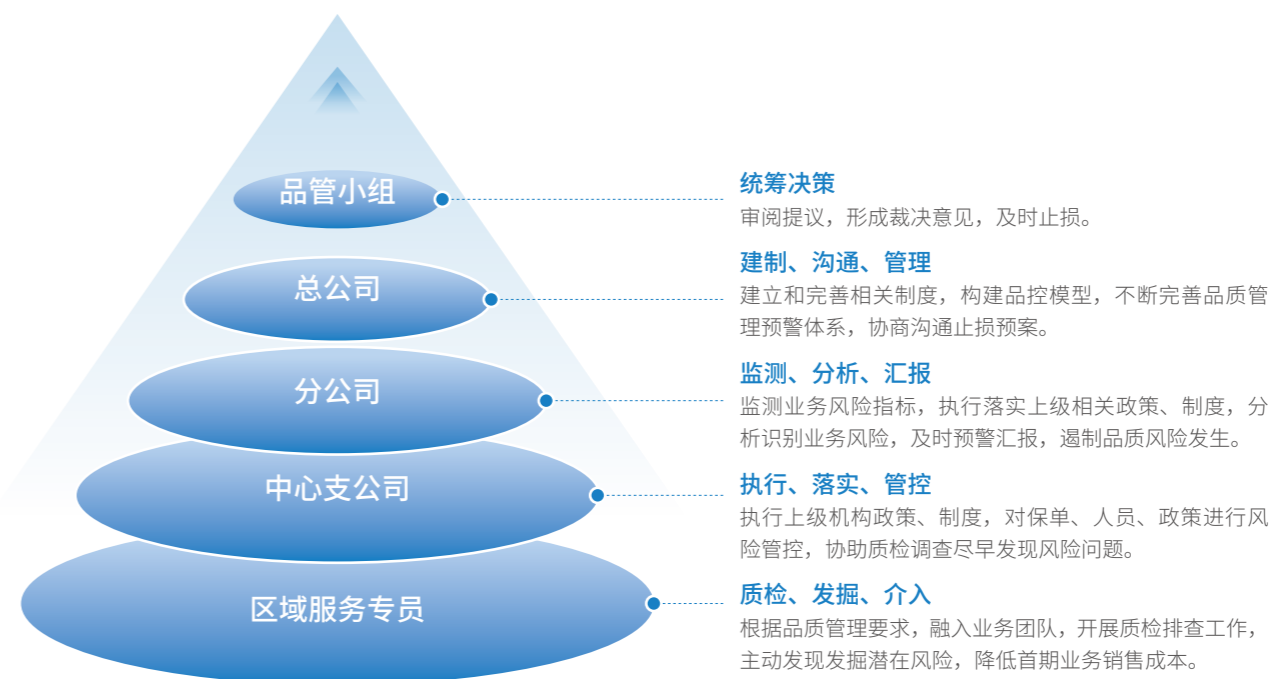 品管小组
统筹决策
审阅提议，形成裁决意见，及时止损。
总公司
建制、沟通、管理
建立和完善相关制度，构建品控模型，不断完善品质管
理预警体系，协商沟通止损预案。
分公司
监测、分析、汇报
监测业务风险指标，执行落实上级相关政策、制度，分
析识别业务风险，及时预警汇报，遏制品质风险发生。
中心支公司
执行、落实、管控
执行上级机构政策、制度，对保单、人员、政策进行风
险管控，协助质检调查尽早发现风险问题。
区域服务专员
质检、发掘、介入
根据品质管理要求，融入业务团队，开展质检排查工作，
主动发现发掘潜在风险，降低首期业务销售成本。